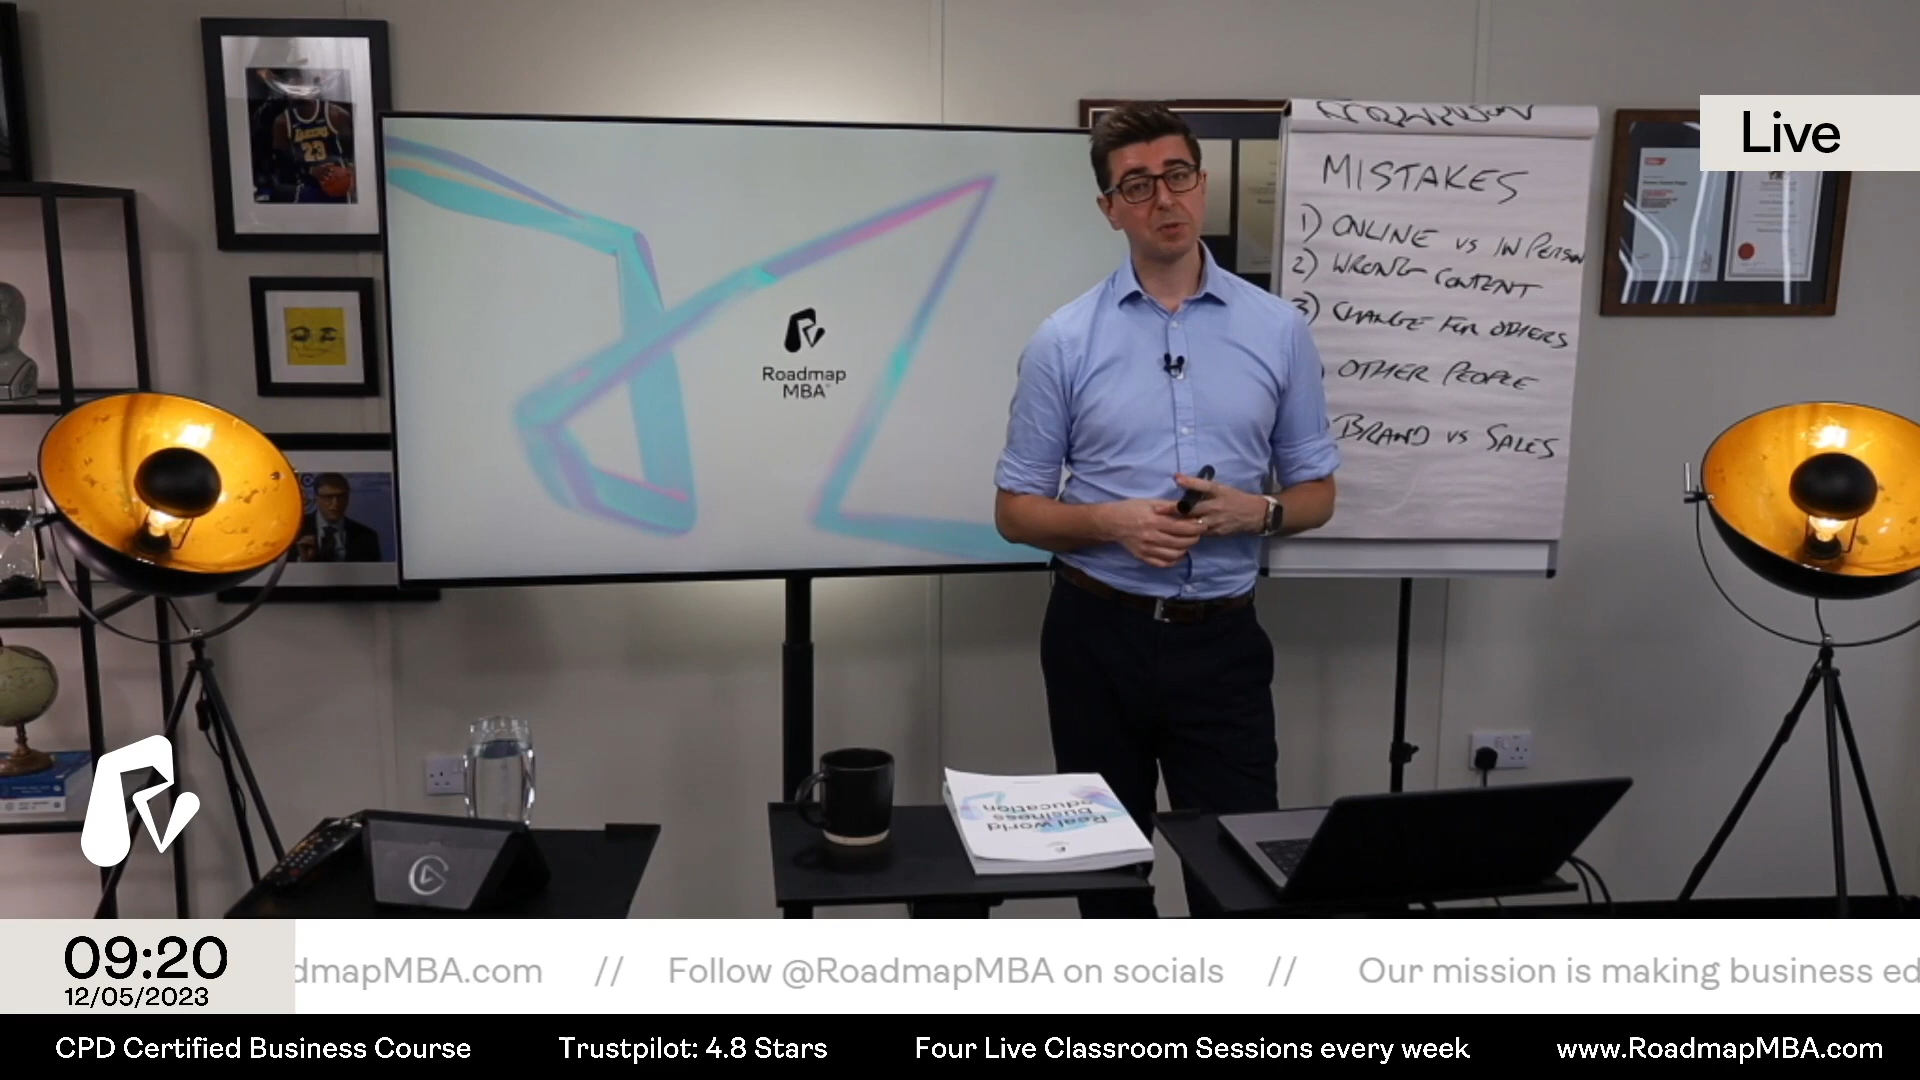 Live
LAKERS
23
MISTAKES
1) ONLINE vs IN PERSON
2) WRONG CONTENT
3) CHANGE FOR OTHERS
OTHER PEOPLE
BRAND vs SALES
Roadmap
MBA
Real world
business
education
09:20
12/05/2023
dmapMBA.com // Follow @RoadmapMBA on socials // Our mission is making business ed
CPD Certified Business Course Trustpilot: 4.8 Stars Four Live Classroom Sessions every week www.RoadmapMBA.com